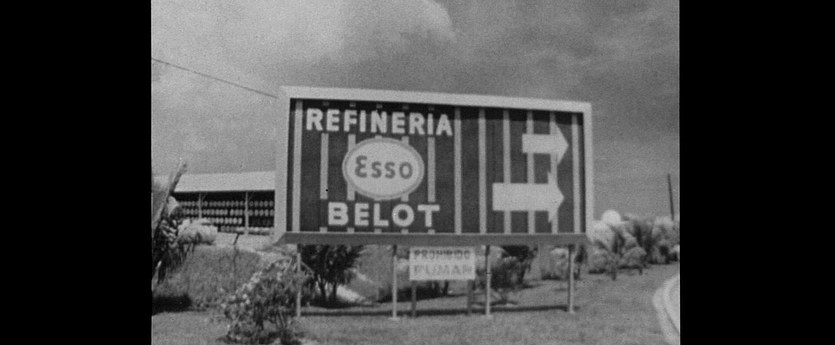 REFINERIA
Esso
BELOT
PROHIBIDO
FUMAR